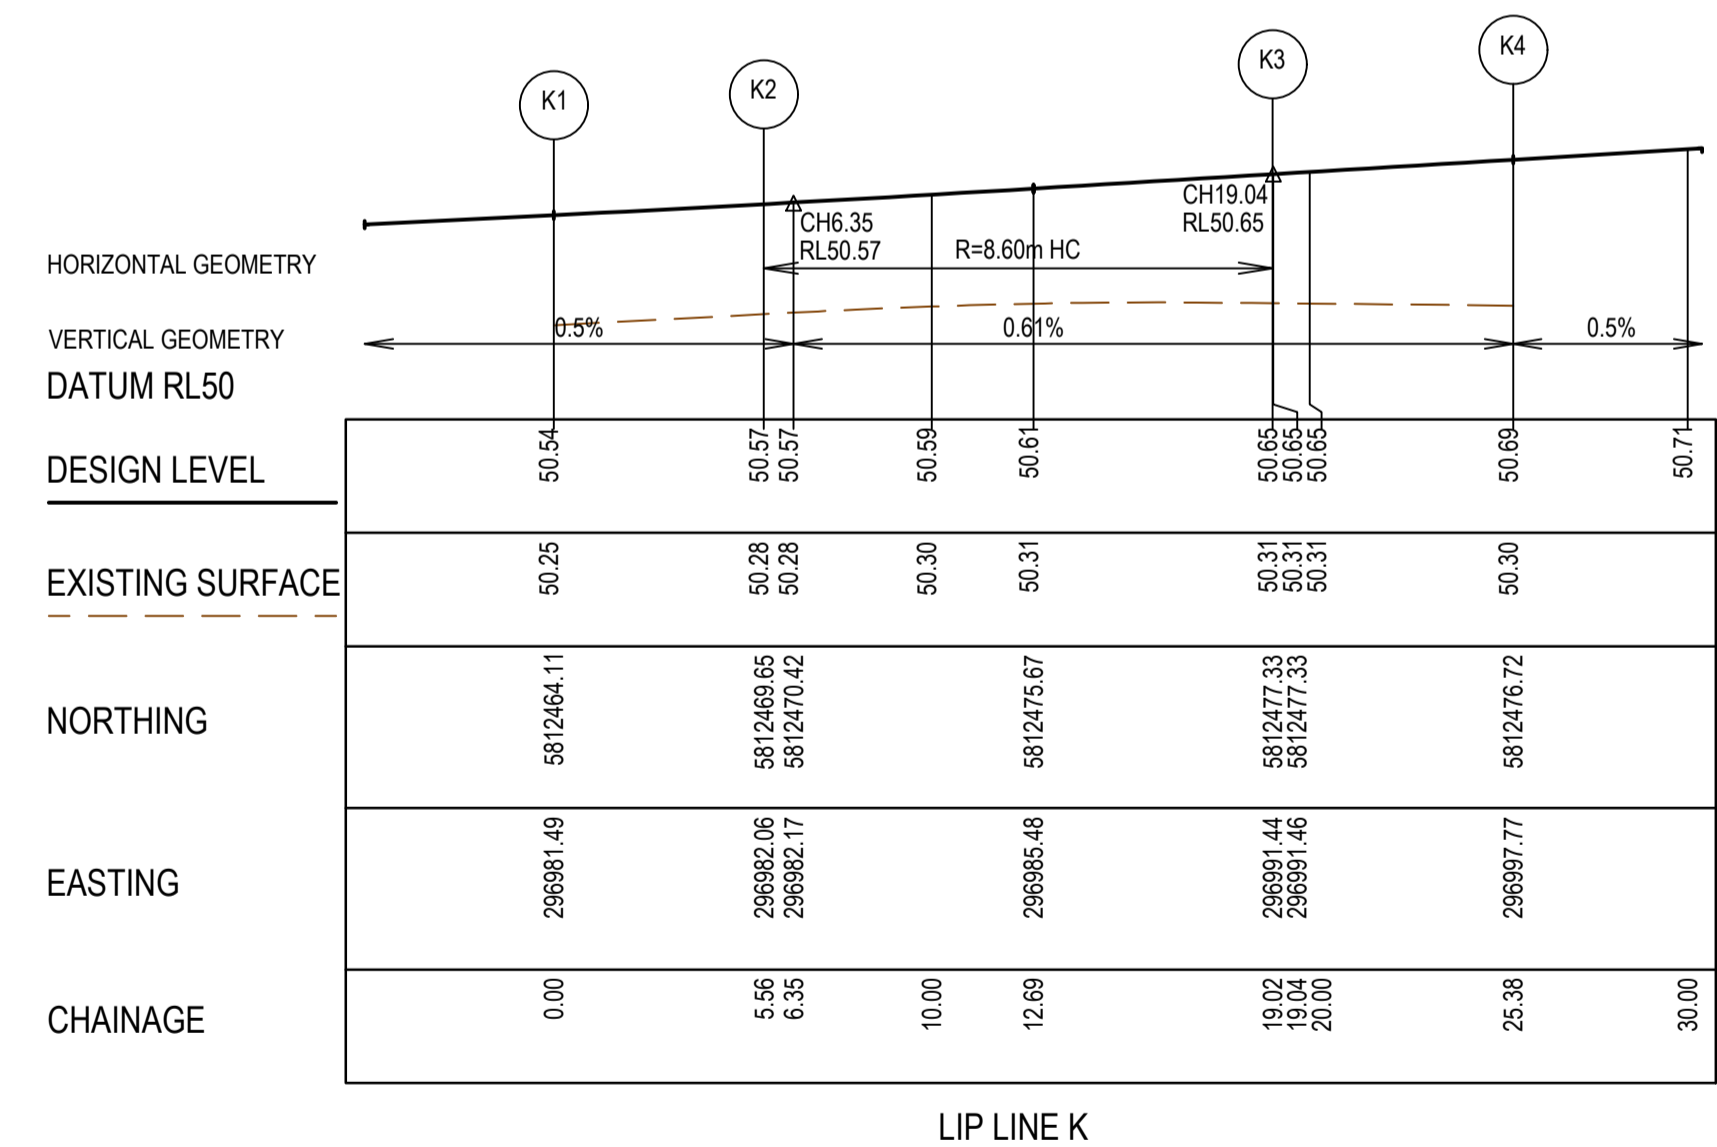 K1 K2 K3 K4
CH6.35
RL50.57
CH19.04
RL50.65
HORIZONTAL GEOMETRY R=8.60m HC
VERTICAL GEOMETRY 0.5% 0.61% 0.5%
DATUM RL50
DESIGN LEVEL 50.54 50.57 50.57 50.59 50.61 50.65 50.65 50.65 50.69 50.71
EXISTING SURFACE 50.25 50.28 50.28 50.30 50.31 50.31 50.31 50.31 50.30
NORTHING 5812464.11 5812469.65 5812470.42 5812475.67 5812477.33 5812477.33 5812476.72
EASTING 296981.49 296982.06 296982.17 296985.48 296991.44 296991.46 296997.77
CHAINAGE 0.00 5.56 6.35 10.00 12.69 19.02 19.04 20.00 25.38 30.00
LIP LINE K